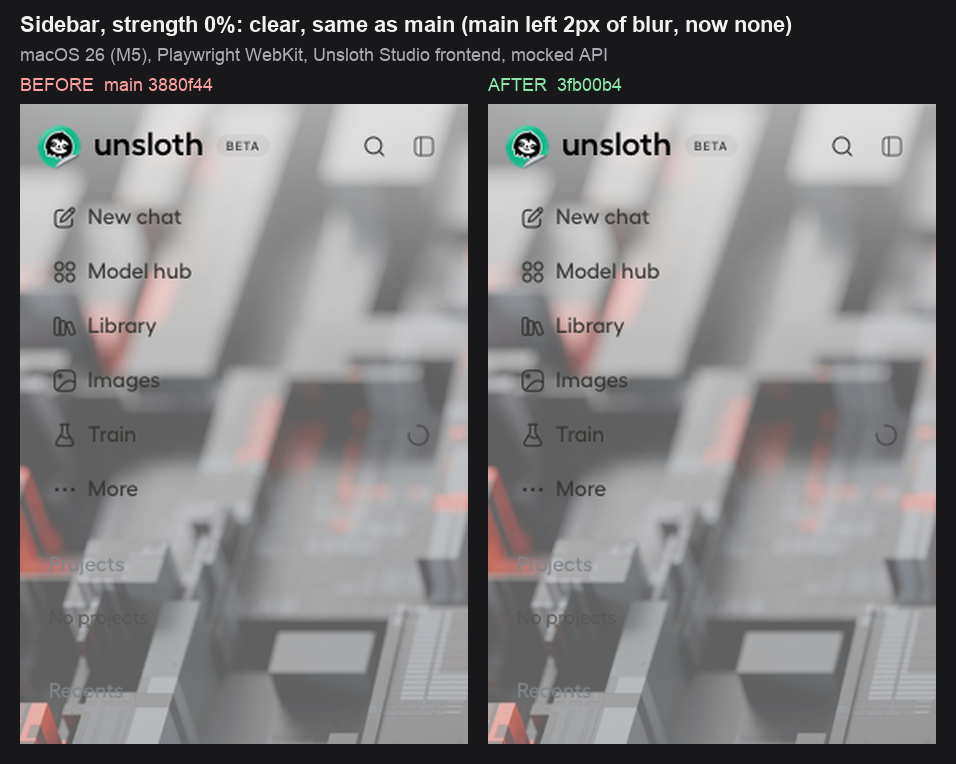 Sidebar, strength 0%: clear, same as main (main left 2px of blur, now none)
macOS 26 (M5), Playwright WebKit, Unsloth Studio frontend, mocked API
BEFORE main 3880f44
AFTER 3fb00b4
unsloth BETA
New chat
Model hub
Library
Images
Train
More
Projects
No projects
Recents
unsloth BETA
New chat
Model hub
Library
Images
Train
More
Projects
No projects
Recents